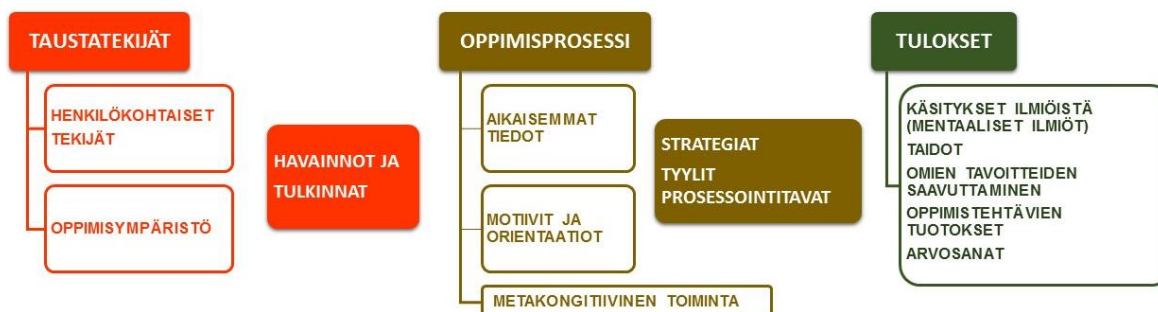 TAUSTATEKIJÄT
HENKILÖKOHTAISET
TEKIJÄT
OPPIMISYMPÄRISTÖ
HAVAINNOT JA
TULKINNAT
OPPIMISPROSESSI
AIKAISEMMAT
TIEDOT
MOTIIVIT JA
ORIENTAATIOT
METAKONGITIIVINEN TOIMINTA
STRATEGIAT
TYYLIT
PROSESSOINTITAVAT
TULOKSET
KÄSITYKSET ILMIÖISTÄ
(MENTAALISET ILMIÖT)
TAIDOT
OMIEN TAVOITTEIDEN
SAAVUTTAMINEN
OPPIMISTEHTÄVIEN
TUOTOKSET
ARVOSANAT